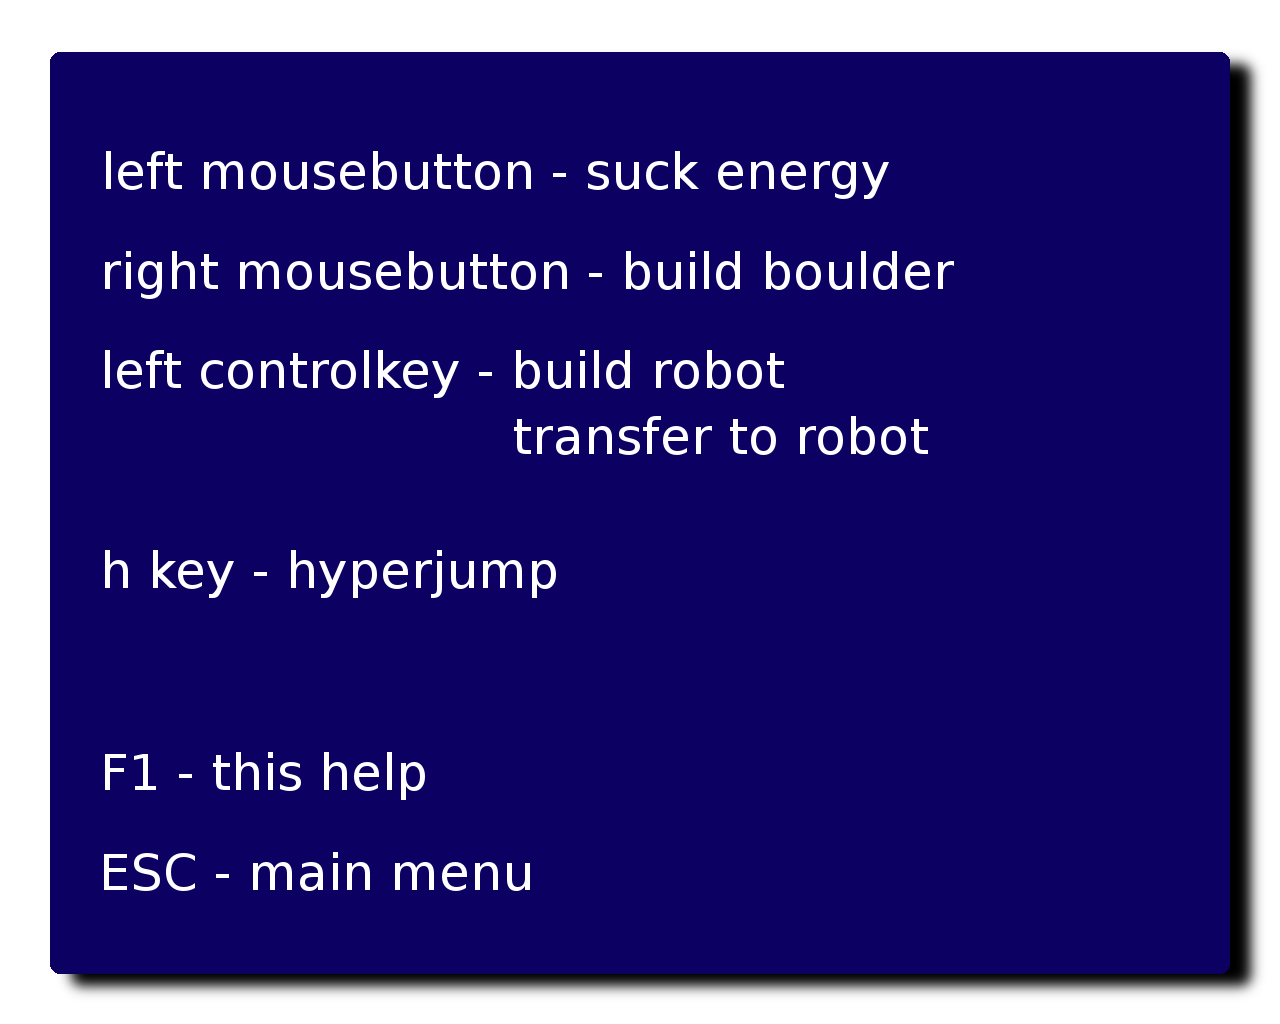 left mousebutton - suck energy
right mousebutton - build boulder
left controlkey - build robot
transfer to robot
h key - hyperjump
F1 - this help
ESC - main menu